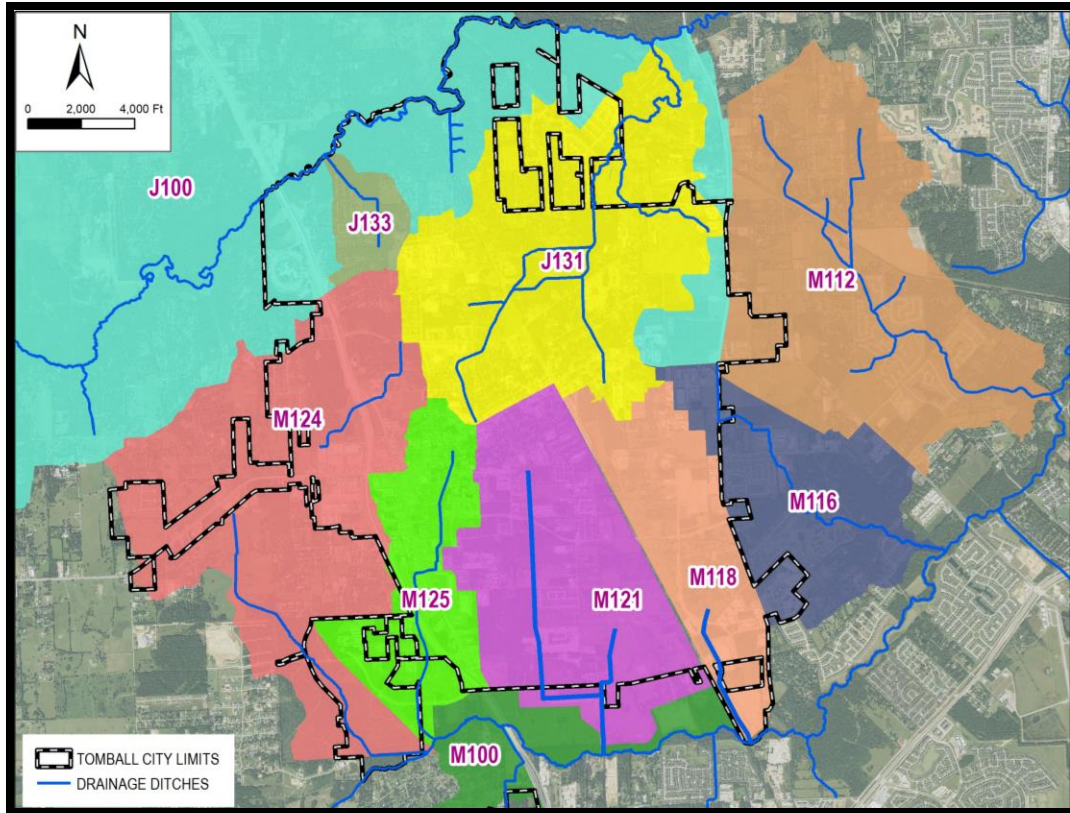 N
0 2,000 4,000 Ft
J100
J133
J131
M112
M124
M116
M125
M121
M118
M100
TOMBALL CITY LIMITS
DRAINAGE DITCHES